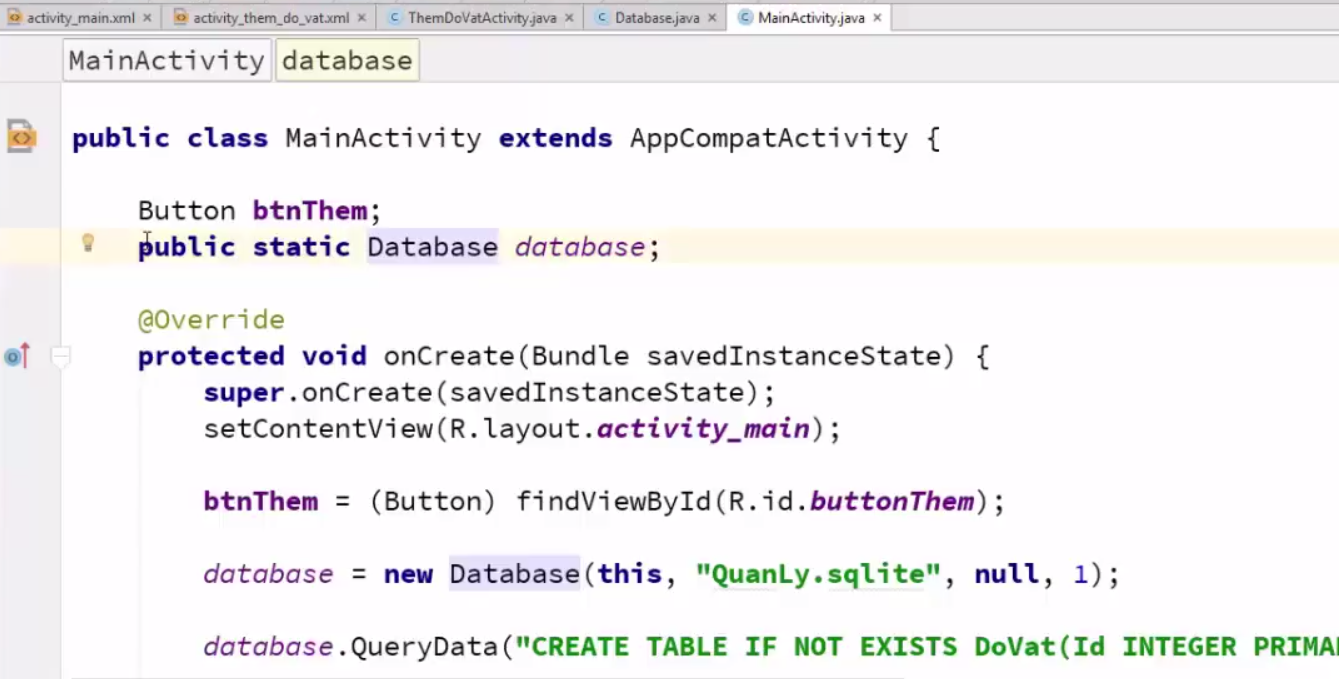 activity_main.xml × activity_them_do_vat.xml × ThemDoVatActivity.java × Database.java × MainActivity.java ×
MainActivity database
public class MainActivity extends AppCompatActivity {
Button btnThem;
public static Database database;
@Override
protected void onCreate(Bundle savedInstanceState) {
super.onCreate(savedInstanceState);
setContentView(R.layout.activity_main);
btnThem = (Button) findViewById(R.id.buttonThem);
database = new Database(this, "QuanLy.sqlite", null, 1);
database.QueryData("CREATE TABLE IF NOT EXISTS DoVat(Id INTEGER